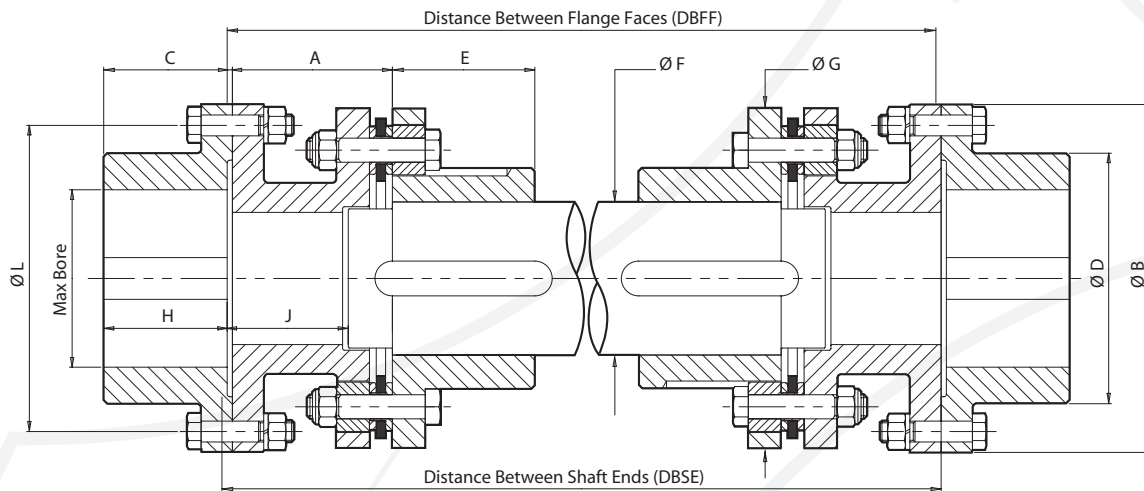 Distance Between Flange Faces (DBFF)
C
A
E
Ø F
Ø G
Ø L
Max Bore
Ø D
Ø B
H
J
Distance Between Shaft Ends (DBSE)